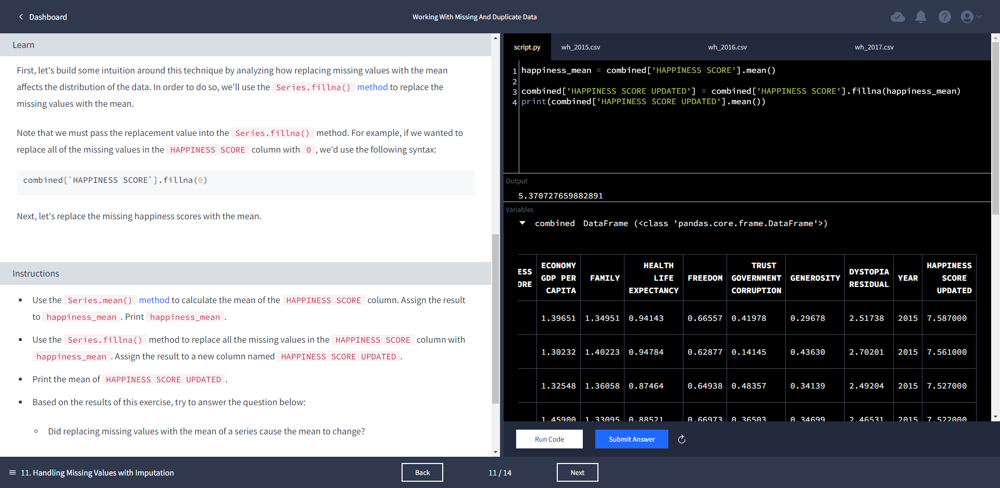 Dashboard
Working With Missing And Duplicate Data
Learn
First, let's build some intuition around this technique by analyzing how replacing missing values with the mean
affects the distribution of the data. In order to do so, we'll use the Series.fillna() method to replace the
missing values with the mean.
Note that we must pass the replacement value into the Series.fillna() method. For example, if we wanted to
replace all of the missing values in the HAPPINESS SCORE column with 0 , we'd use the following syntax:
combined[`HAPPINESS SCORE`].fillna(0)
Next, let's replace the missing happiness scores with the mean.
Instructions
• Use the Series.mean() method to calculate the mean of the HAPPINESS SCORE column. Assign the result
to happiness_mean . Print happiness_mean .
• Use the Series.fillna() method to replace all the missing values in the HAPPINESS SCORE column with
happiness_mean . Assign the result to a new column named HAPPINESS SCORE UPDATED .
• Print the mean of HAPPINESS SCORE UPDATED .
• Based on the results of this exercise, try to answer the question below:
◦ Did replacing missing values with the mean of a series cause the mean to change?
script.py wh_2015.csv wh_2016.csv wh_2017.csv
1 happiness_mean = combined['HAPPINESS SCORE'].mean()
2
3 combined['HAPPINESS SCORE UPDATED'] = combined['HAPPINESS SCORE'].fillna(happiness_mean)
4 print(combined['HAPPINESS SCORE UPDATED'].mean())
Output
5.370727659882891
Variables
combined DataFrame (<class 'pandas.core.frame.DataFrame'>)
ESS ECONOMY HEALTH TRUST HAPPINESS
ORE GDP PER FAMILY LIFE FREEDOM GOVERNMENT GENEROSITY DYSTOPIA YEAR SCORE
CAPITA EXPECTANCY CORRUPTION RESIDUAL UPDATED
1.39651 1.34951 0.94143 0.66557 0.41978 0.29678 2.51738 2015 7.587000
1.30232 1.40223 0.94784 0.62877 0.14145 0.43630 2.70201 2015 7.561000
1.32548 1.36058 0.87464 0.64938 0.48357 0.34139 2.49204 2015 7.527000
1.45900 1.33095 0.88521 0.66973 0.36503 0.34699 2.46531 2015 7.522000
Run Code Submit Answer
11. Handling Missing Values with Imputation
Back 11 / 14 Next